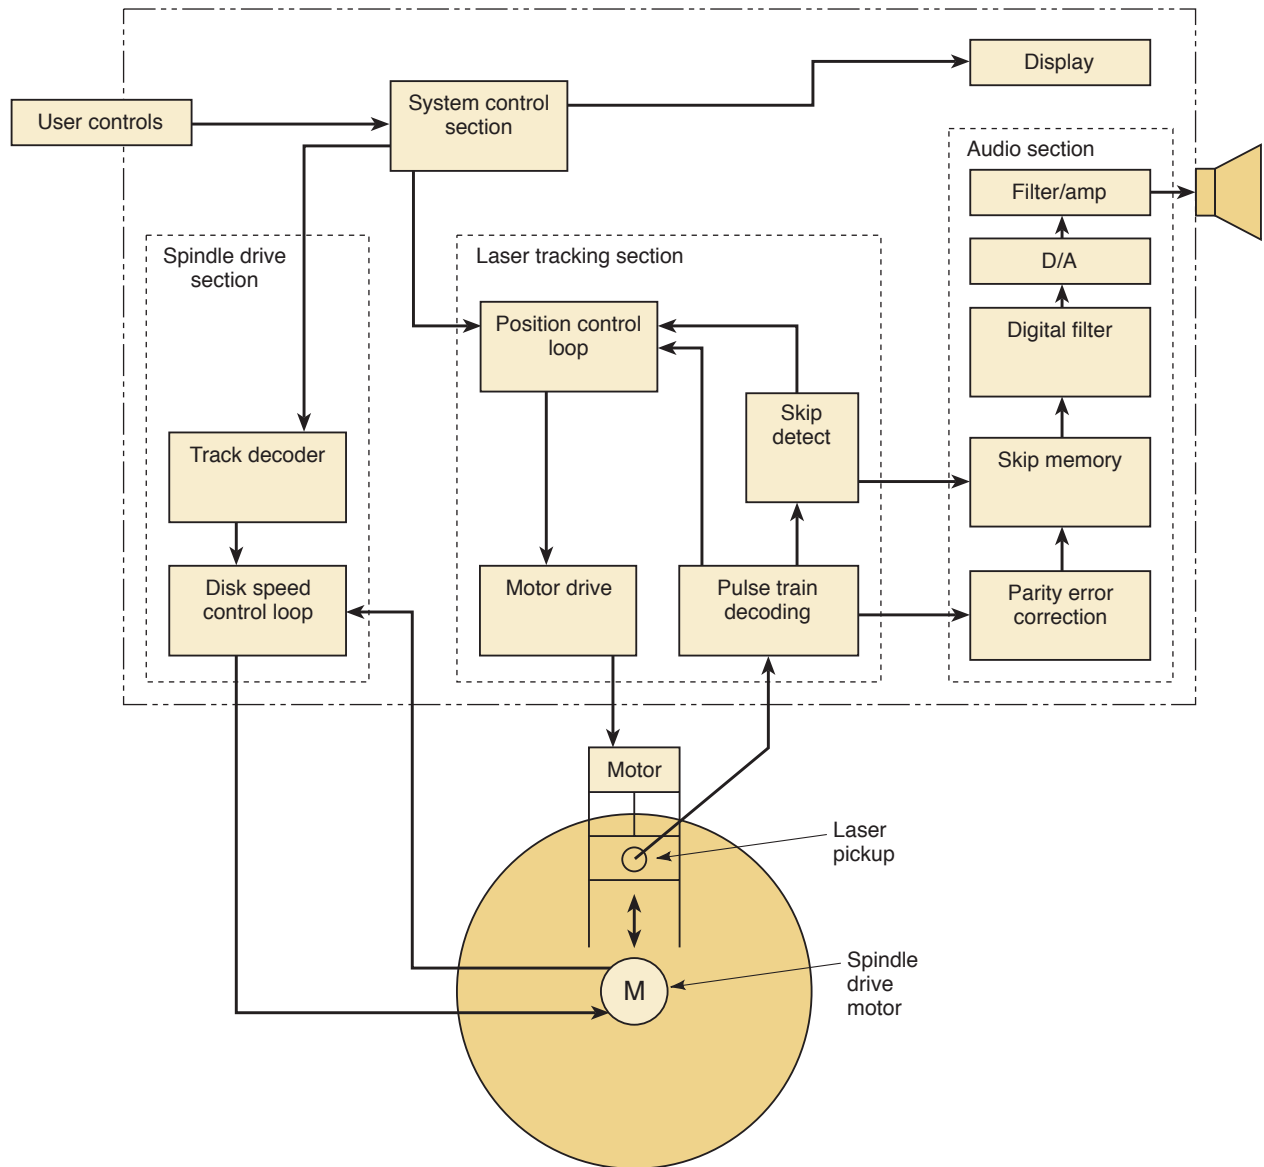 Display
System control
section
User controls
Audio section
Filter/amp
Spindle drive
section
Laser tracking section
D/A
Position control
loop
Digital filter
Skip
detect
Track decoder
Skip memory
Disk speed
control loop
Motor drive
Pulse train
decoding
Parity error
correction
Motor
Laser
pickup
Spindle
drive
motor
M